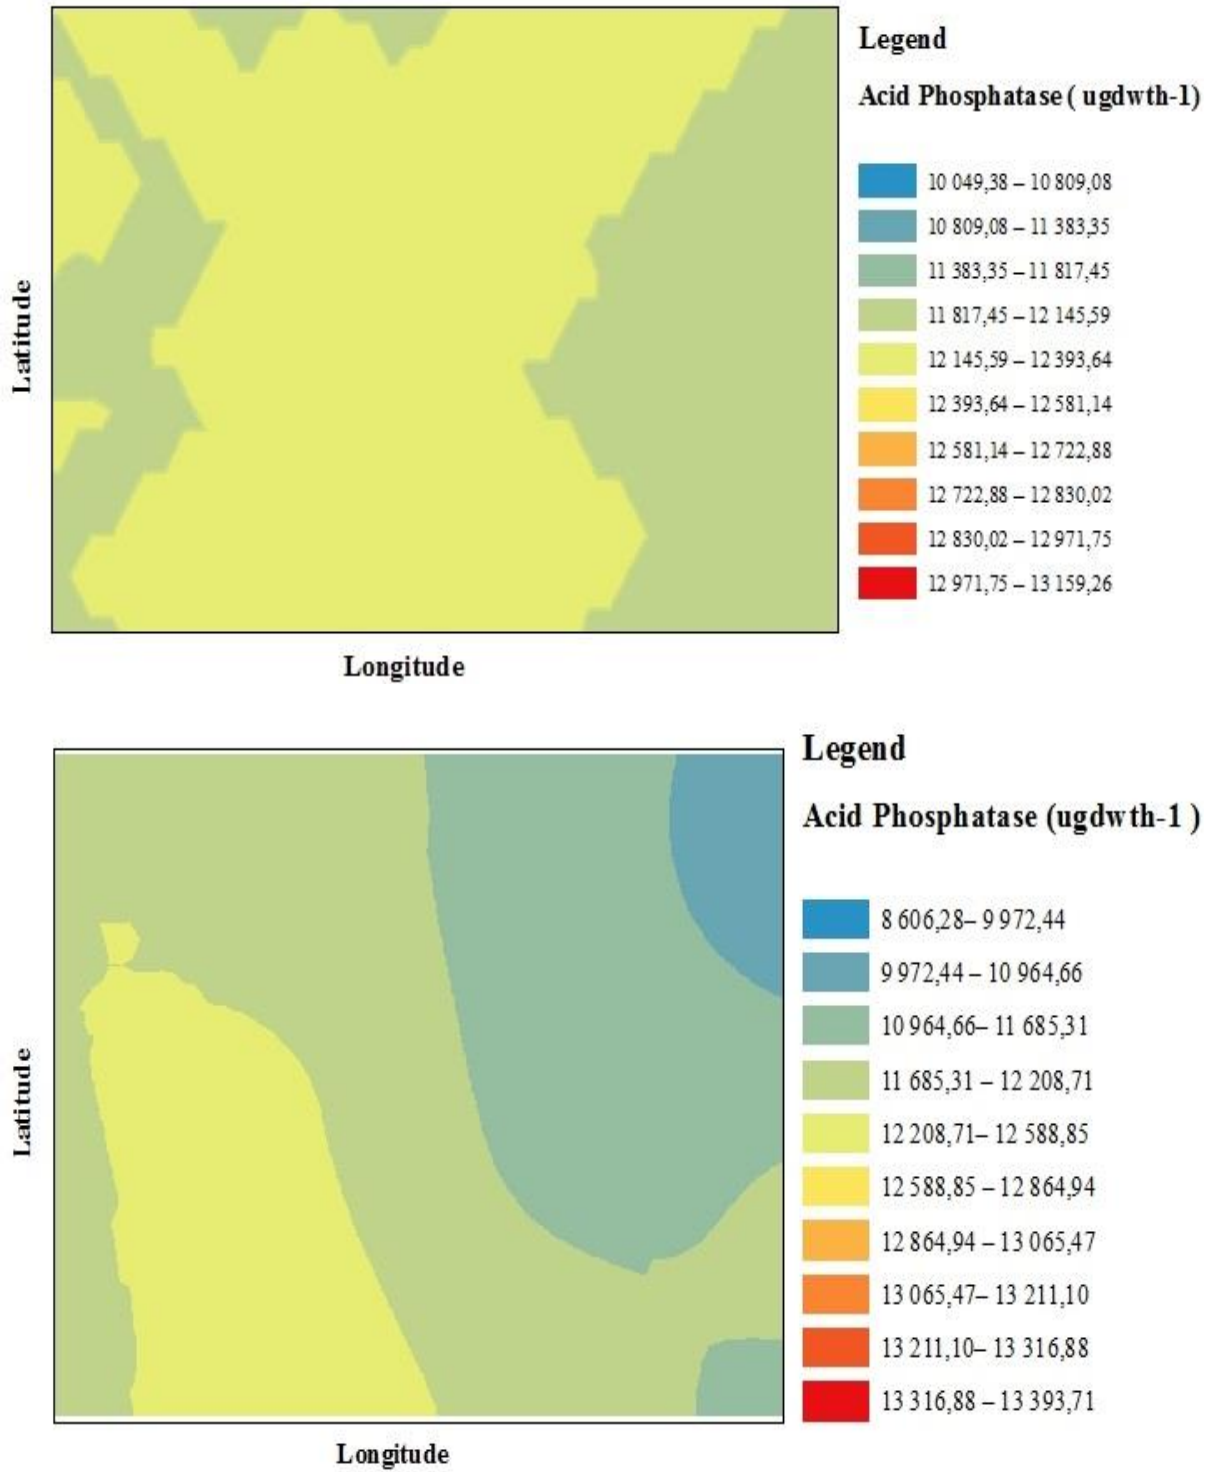 Legend
Acid Phosphatase ( ugdwth-1)
10 049,38 – 10 809,08
10 809,08 – 11 383,35
11 383,35 – 11 817,45
11 817,45 – 12 145,59
12 145,59 – 12 393,64
12 393,64 – 12 581,14
12 581,14 – 12 722,88
12 722,88 – 12 830,02
12 830,02 – 12 971,75
12 971,75 – 13 159,26
Latitude
Longitude
Legend
Acid Phosphatase (ugdwth-1 )
8 606,28– 9 972,44
9 972,44 – 10 964,66
10 964,66– 11 685,31
11 685,31 – 12 208,71
12 208,71– 12 588,85
12 588,85 – 12 864,94
12 864,94 – 13 065,47
13 065,47– 13 211,10
13 211,10– 13 316,88
13 316,88 – 13 393,71
Latitude
Longitude